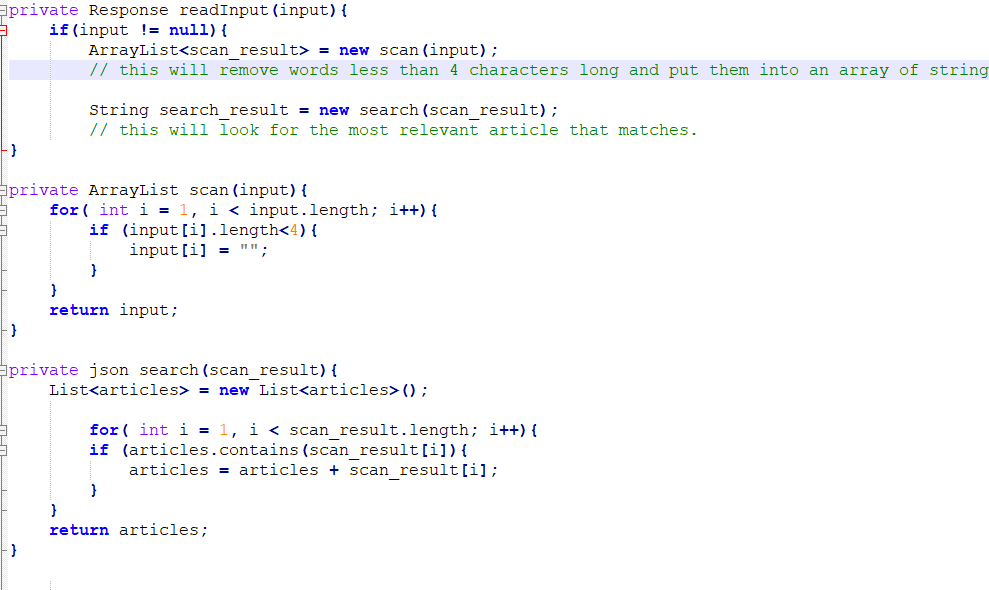 private Response readInput(input){
if(input != null){
ArrayList<scan_result> = new scan(input);
// this will remove words less than 4 characters long and put them into an array of string
String search_result = new search(scan_result);
// this will look for the most relevant article that matches.
}
private ArrayList scan(input){
for( int i = 1, i < input.length; i++){
if (input[i].length<4){
input[i] = "";
}
}
return input;
}
private json search(scan_result){
List<articles> = new List<articles>();
for( int i = 1, i < scan_result.length; i++){
if (articles.contains(scan_result[i]){
articles = articles + scan_result[i];
}
}
return articles;
}